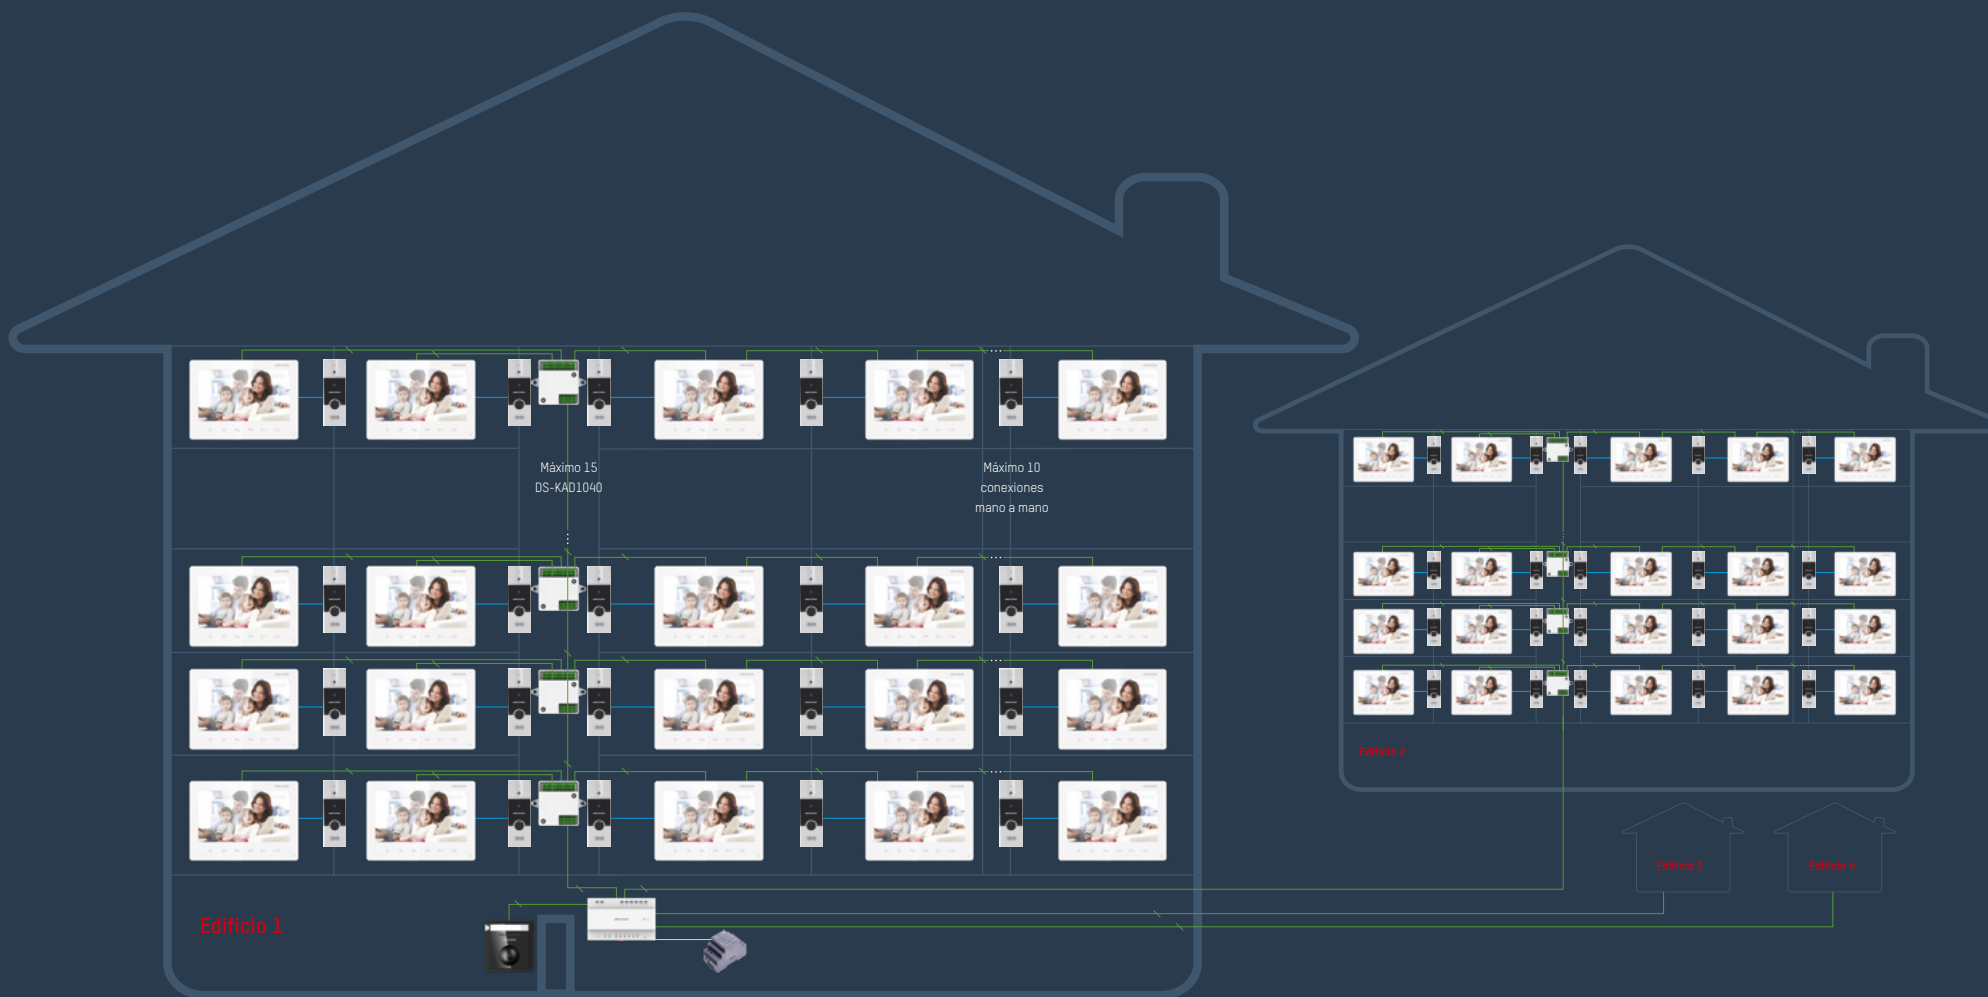 Máximo 15
DS-KAD1040
Máximo 10
conexiones
mano a mano
Edificio 1
Edificio 2
Edificio 3
Edificio 4